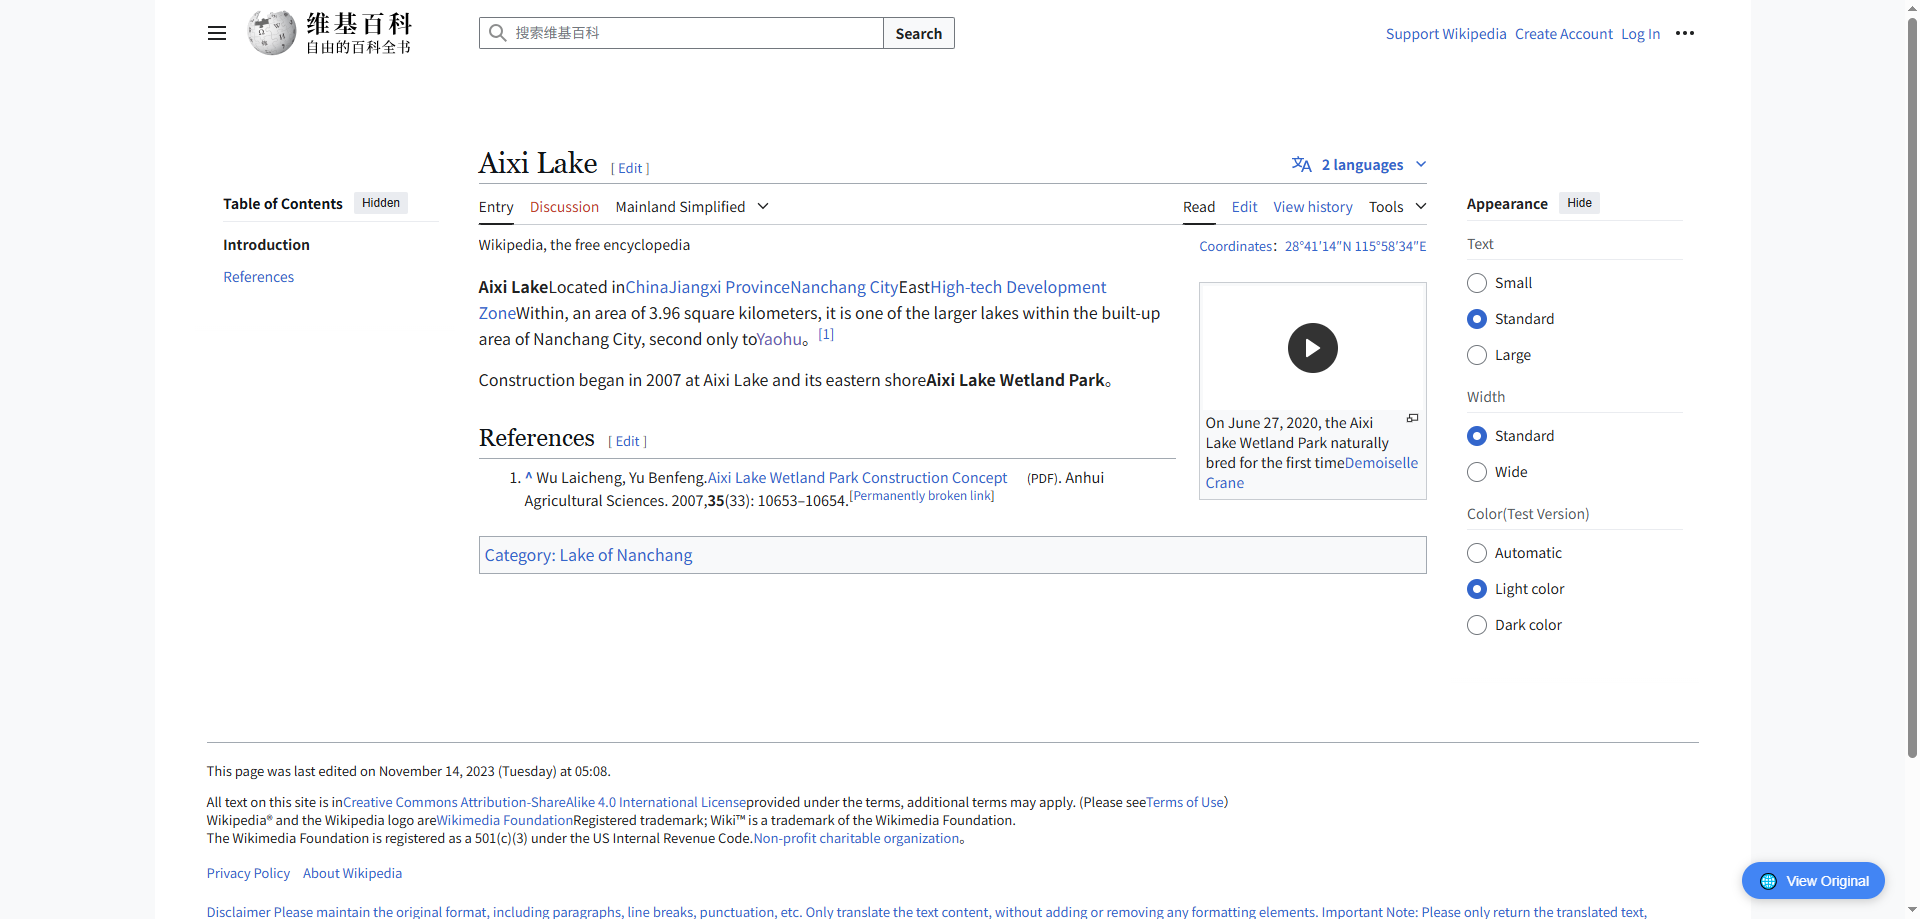 维基百科
自由的百科全书
搜索维基百科
Search
Support Wikipedia Create Account Log In
Aixi Lake [ Edit ]
2 languages
Table of Contents Hidden
Introduction
References
Entry Discussion Mainland Simplified
Read Edit View history Tools
Wikipedia, the free encyclopedia
Coordinates：28°41′14″N 115°58′34″E
Aixi LakeLocated inChinaJiangxi ProvinceNanchang CityEastHigh-tech Development
ZoneWithin, an area of 3.96 square kilometers, it is one of the larger lakes within the built-up
area of Nanchang City, second only toYaohu。[1]
Construction began in 2007 at Aixi Lake and its eastern shoreAixi Lake Wetland Park。
On June 27, 2020, the Aixi
Lake Wetland Park naturally
bred for the first timeDemoiselle
Crane
References [ Edit ]
1. ^ Wu Laicheng, Yu Benfeng.Aixi Lake Wetland Park Construction Concept (PDF). Anhui
Agricultural Sciences. 2007,35(33): 10653–10654.[Permanently broken link]
Category: Lake of Nanchang
Appearance Hide
Text
Small
Standard
Large
Width
Standard
Wide
Color(Test Version)
Automatic
Light color
Dark color
This page was last edited on November 14, 2023 (Tuesday) at 05:08.
All text on this site is inCreative Commons Attribution-ShareAlike 4.0 International Licenseprovided under the terms, additional terms may apply. (Please seeTerms of Use）
Wikipedia® and the Wikipedia logo areWikimedia FoundationRegistered trademark; Wiki™ is a trademark of the Wikimedia Foundation.
The Wikimedia Foundation is registered as a 501(c)(3) under the US Internal Revenue Code.Non-profit charitable organization。
Privacy Policy About Wikipedia
Disclaimer Please maintain the original format, including paragraphs, line breaks, punctuation, etc. Only translate the text content, without adding or removing any formatting elements. Important Note: Please only return the translated text,
View Original